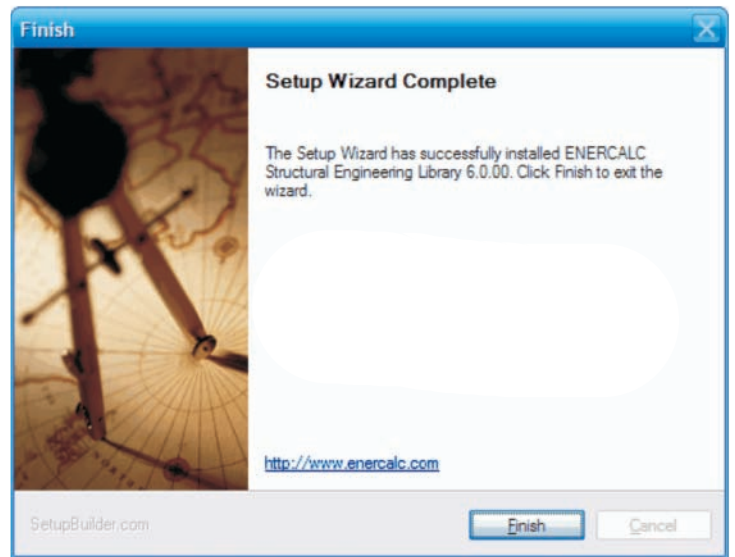 Finish
Setup Wizard Complete
The Setup Wizard has successfully installed ENERCALC
Structural Engineering Library 6.0.00. Click Finish to exit the
wizard.
http://www.enercalc.com
SetupBuilder.com
Finish
Cancel